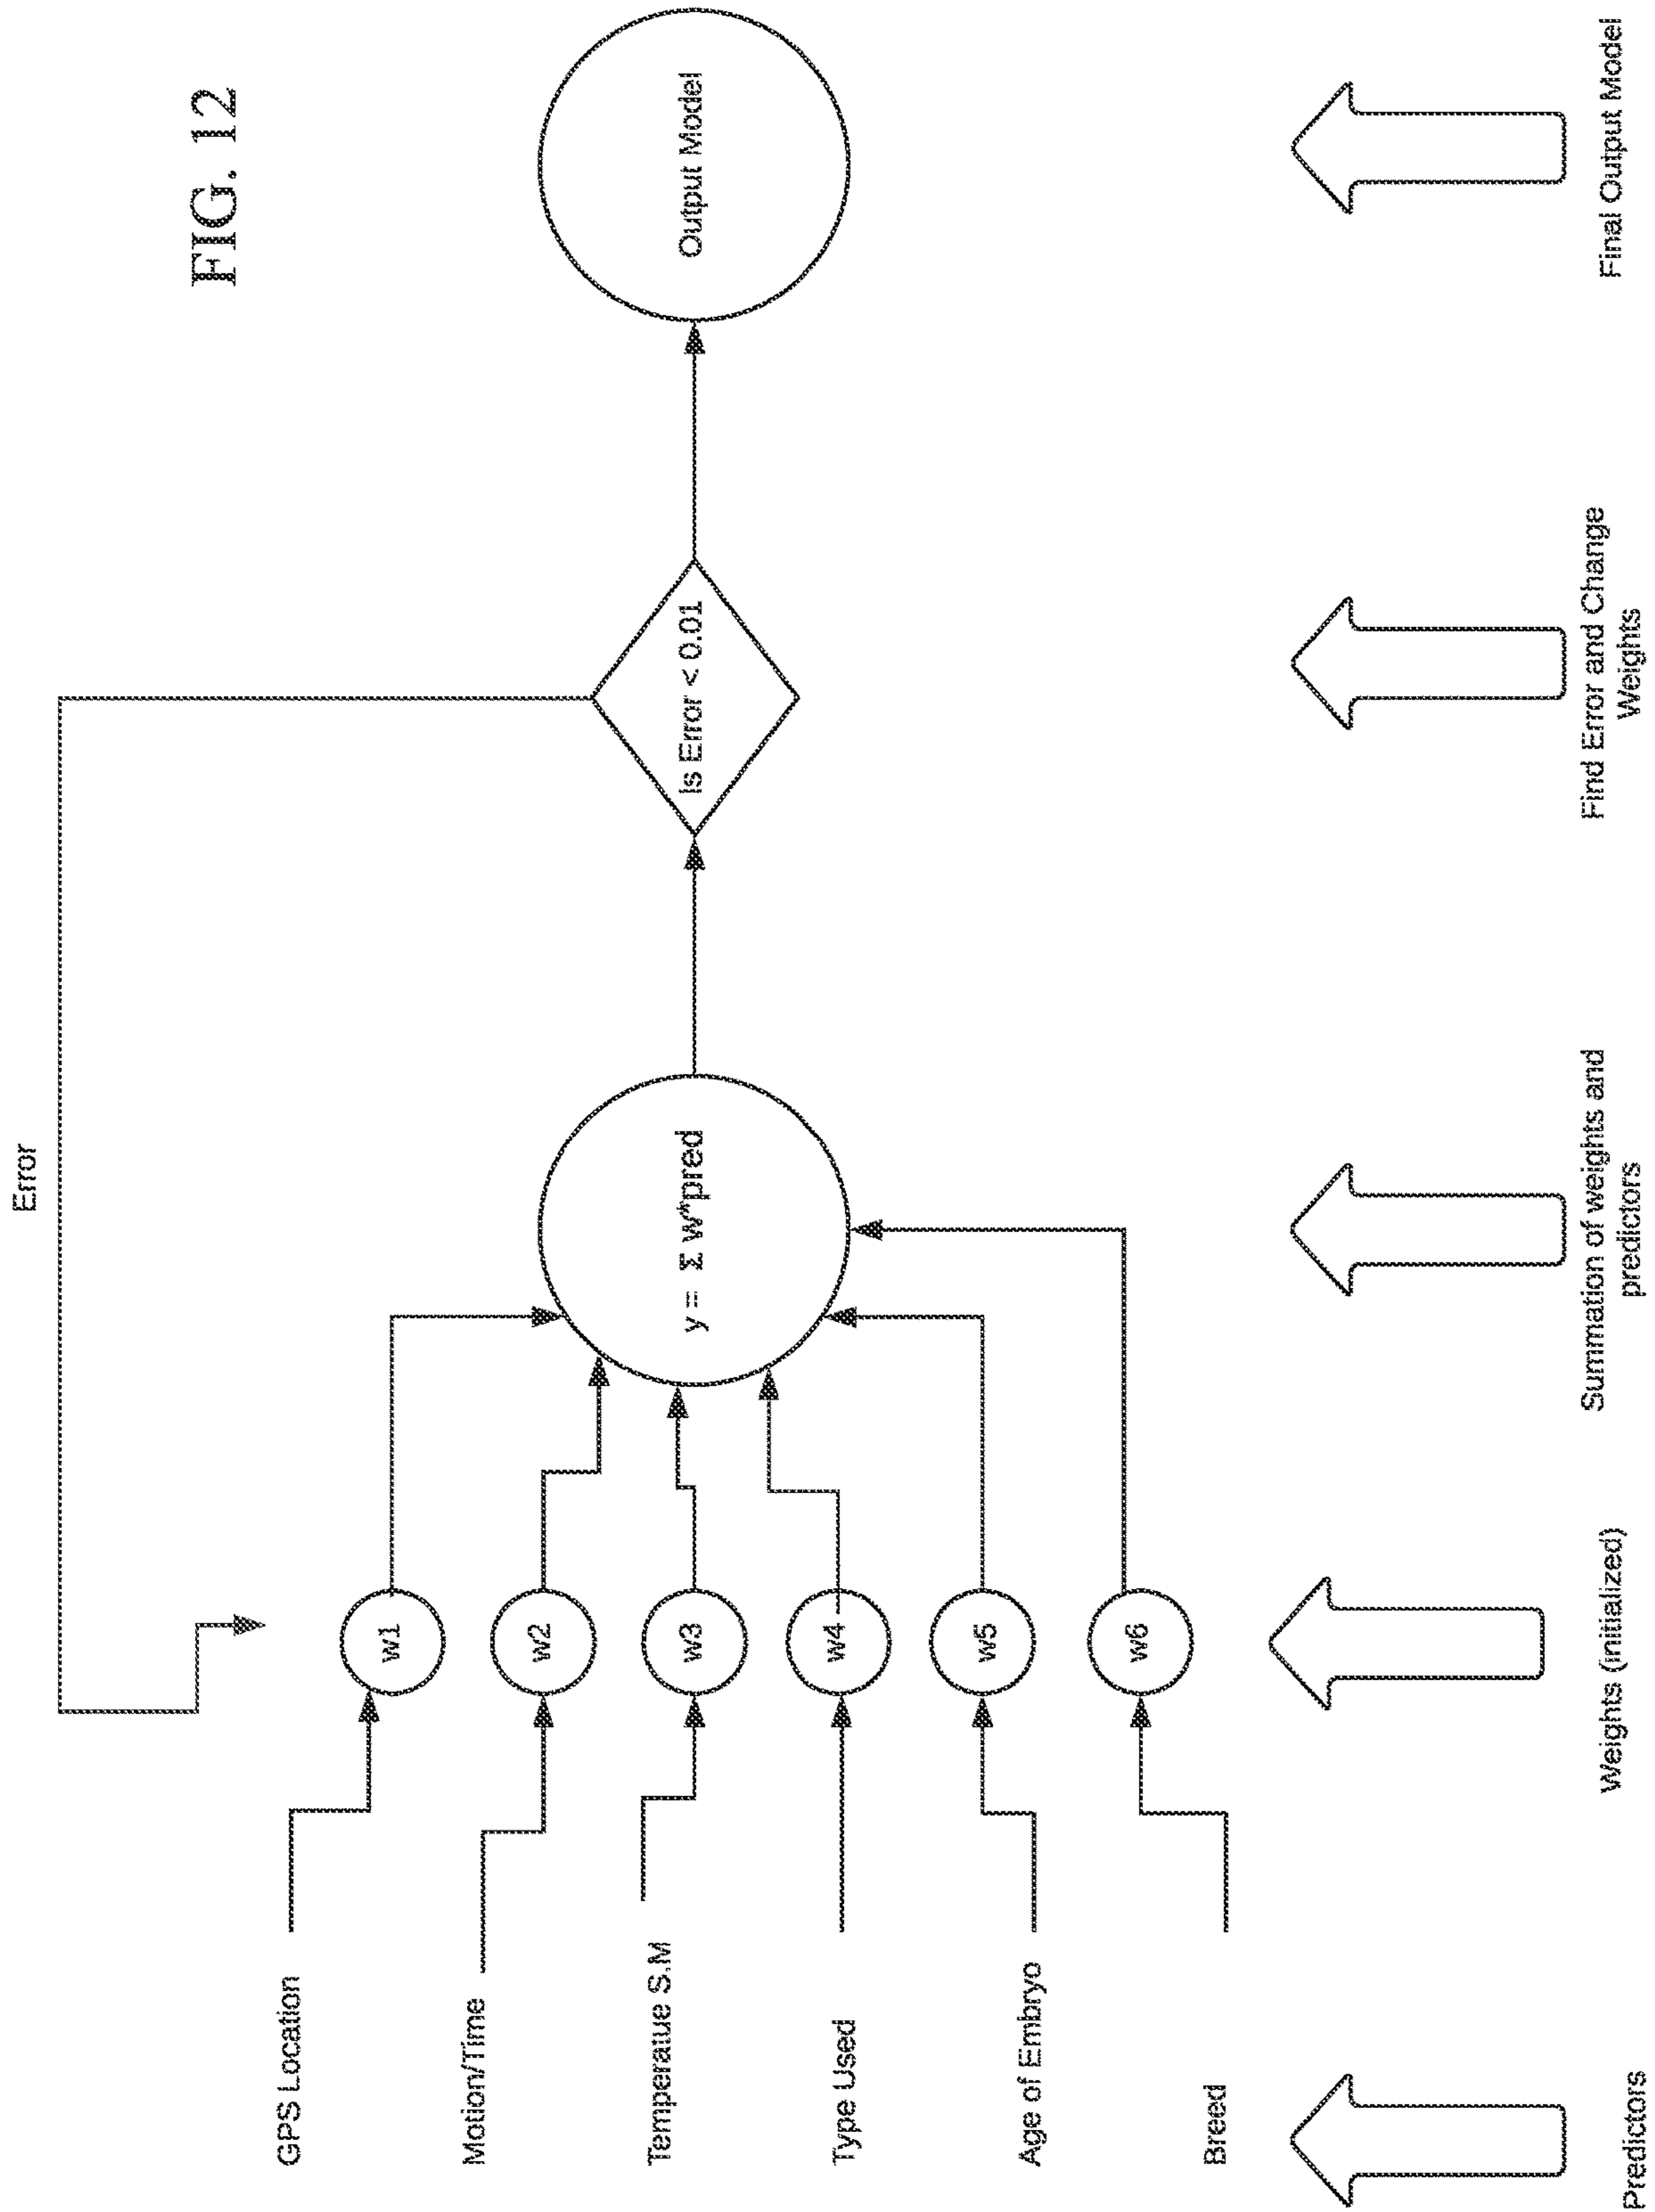 FIG. 12
Error
GPS Location
Motion/Time
Temperatue S.M
Type Used
Age of Embryo
Breed
w1
w2
w3
w4
w5
w6
y = Σ w*pred
Is Error < 0.01
Output Model
Predictors
Weights (initialized)
Summation of weights and
predictors
Find Error and Change
Weights
Final Output Model